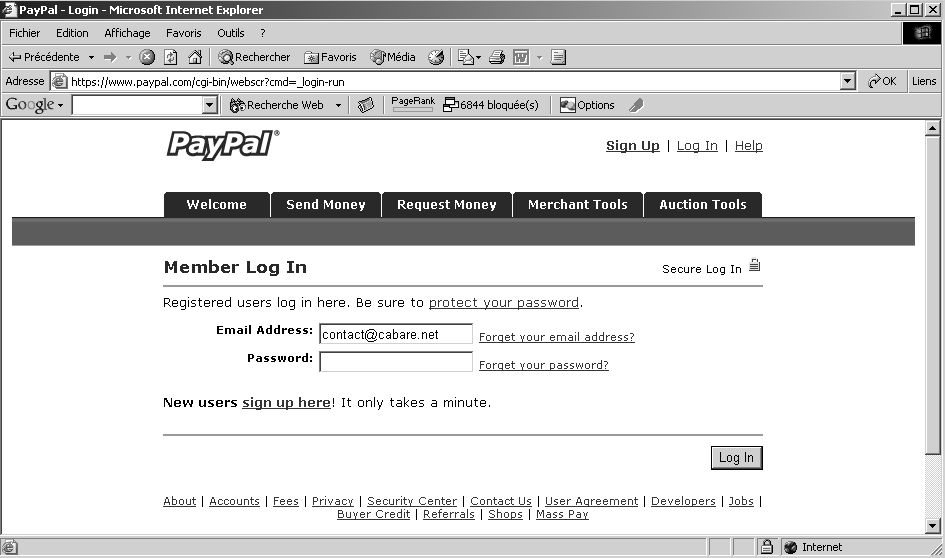 PayPal - Login - Microsoft Internet Explorer
Fichier Edition Affichage Favoris Outils ?
Précédente Rechercher Favoris Média
Adresse https://www.paypal.com/cgi-bin/webscr?cmd=_login-run OK Liens
Google Recherche Web PageRank 6844 bloquée(s) Options
PayPal®
Sign Up | Log In | Help
Welcome Send Money Request Money Merchant Tools Auction Tools
Member Log In Secure Log In
Registered users log in here. Be sure to protect your password.
Email Address: contact@cabare.net Forget your email address?
Password: Forget your password?
New users sign up here! It only takes a minute.
Log In
About | Accounts | Fees | Privacy | Security Center | Contact Us | User Agreement | Developers | Jobs |
Buyer Credit | Referrals | Shops | Mass Pay
Internet